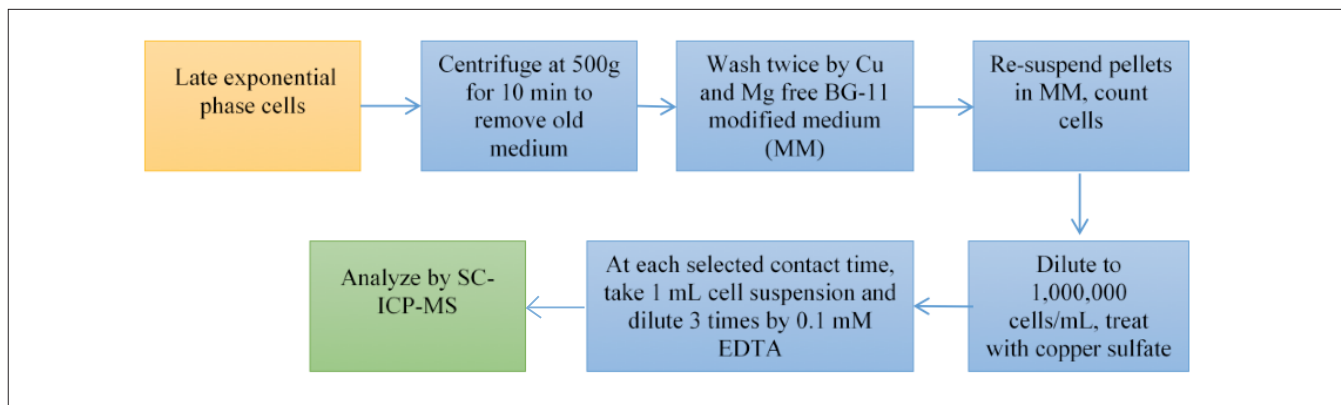 Late exponential
phase cells
Centrifuge at 500g
for 10 min to
remove old
medium
Wash twice by Cu
and Mg free BG-11
modified medium
(MM)
Re-suspend pellets
in MM, count
cells
Dilute to
1,000,000
cells/mL, treat
with copper sulfate
At each selected contact time,
take 1 mL cell suspension and
dilute 3 times by 0.1 mM
EDTA
Analyze by SC-
ICP-MS